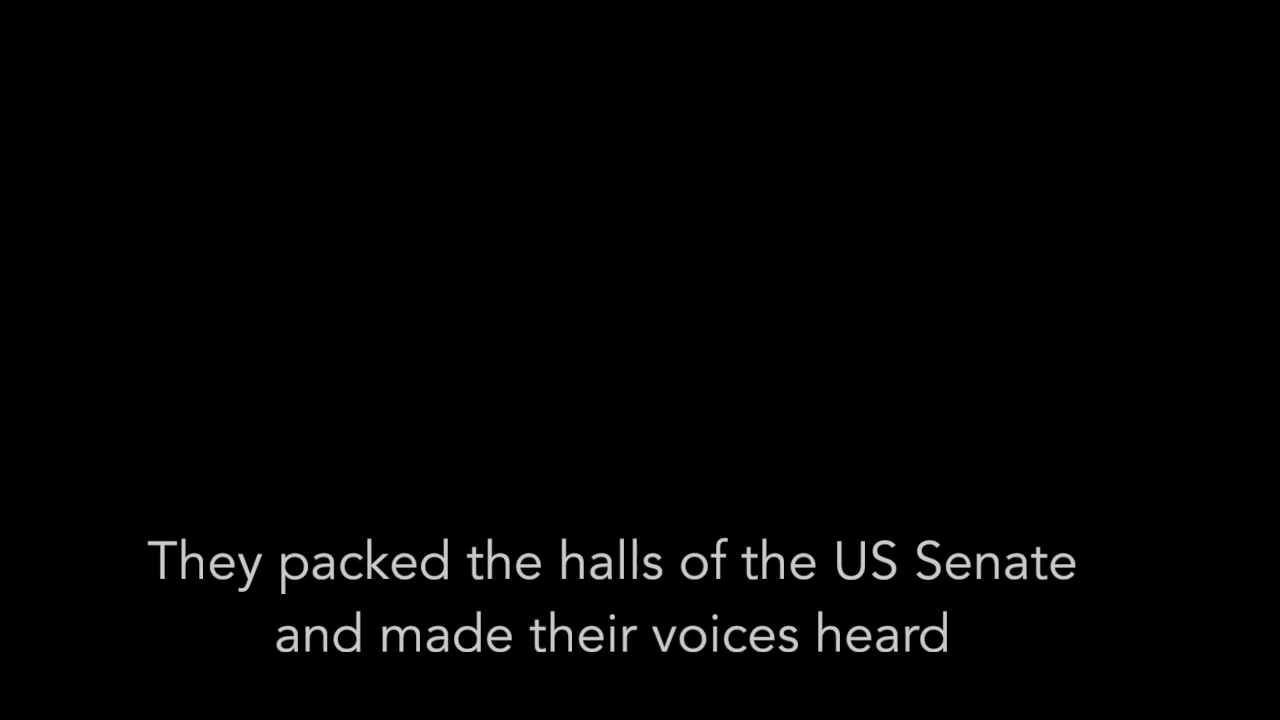 They packed the halls of the US Senate
and made their voices heard